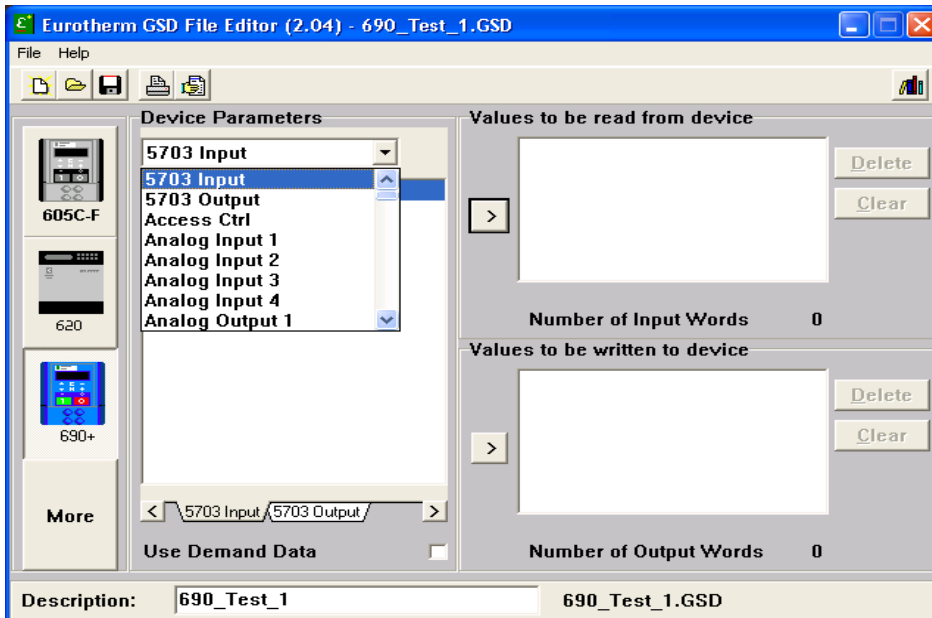 Eurotherm GSD File Editor (2.04) - 690_Test_1.GSD
File Help
Device Parameters
5703 Input
5703 Input
5703 Output
Access Ctrl
Analog Input 1
Analog Input 2
Analog Input 3
Analog Input 4
Analog Output 1
605C-F
620
690+
More
< 5703 Input 5703 Output >
Use Demand Data
Values to be read from device
>
Delete
Clear
Number of Input Words 0
Values to be written to device
>
Delete
Clear
Number of Output Words 0
Description: 690_Test_1 690_Test_1.GSD